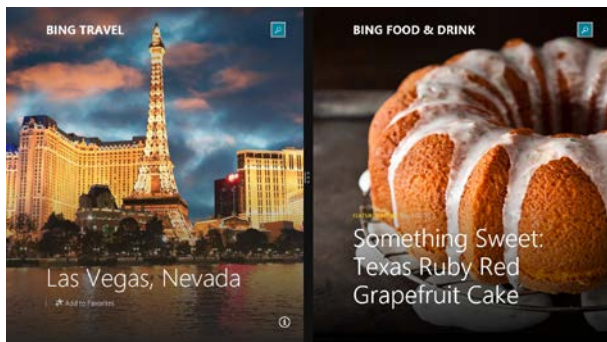 BING TRAVEL
Las Vegas, Nevada
Add to Favorites
BING FOOD & DRINK
Something Sweet:
Texas Ruby Red
Grapefruit Cake